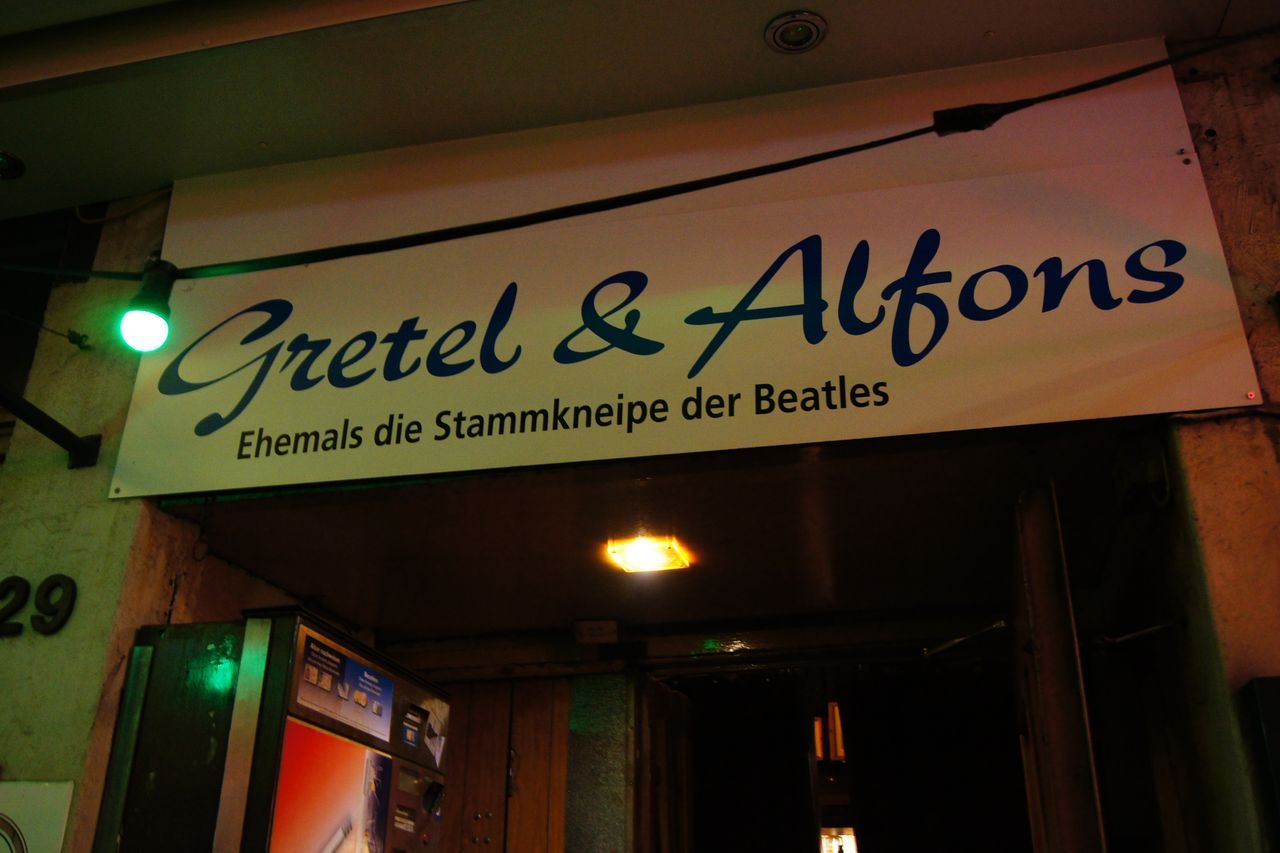 Gretel & Alfons
Ehemals die Stammkneipe der Beatles
29